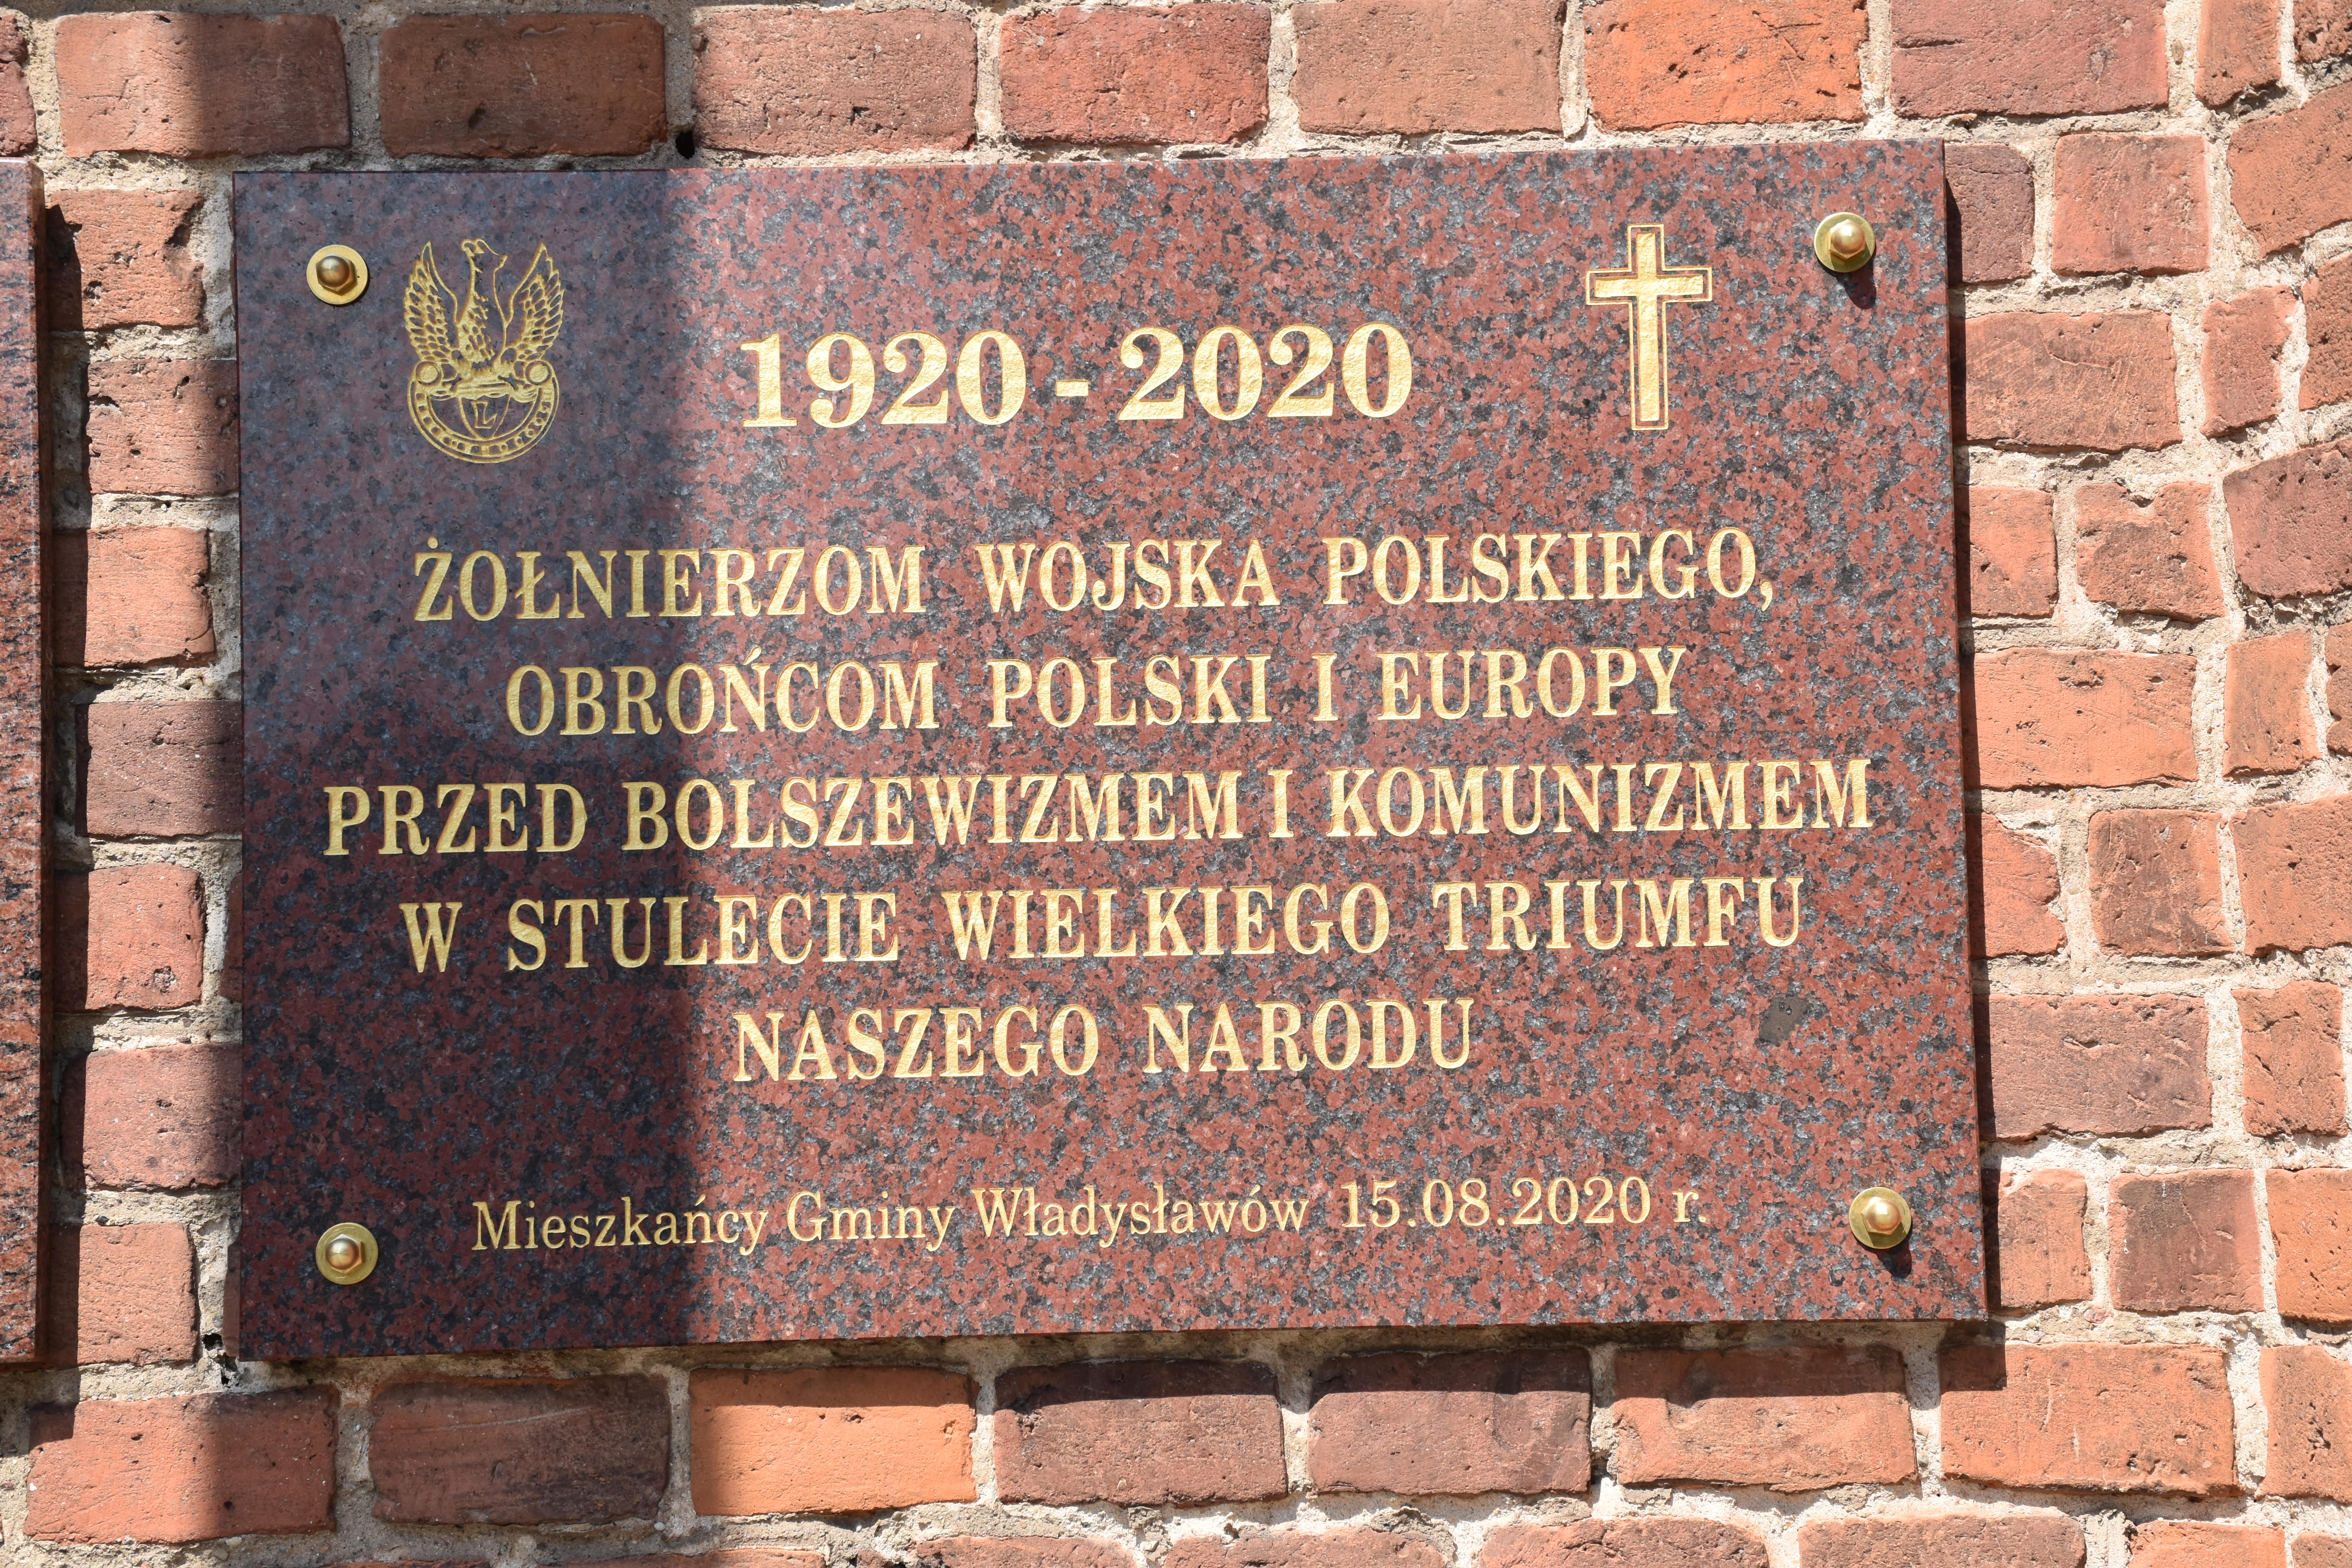 1920 - 2020
ŻOŁNIERZOM WOJSKA POLSKIEGO,
OBROŃCOM POLSKI I EUROPY
PRZED BOLSZEWIZMEM I KOMUNIZMEM
W STULECIE WIELKIEGO TRIUMFU
NASZEGO NARODU
Mieszkańcy Gminy Władysławów 15.08.2020 r.